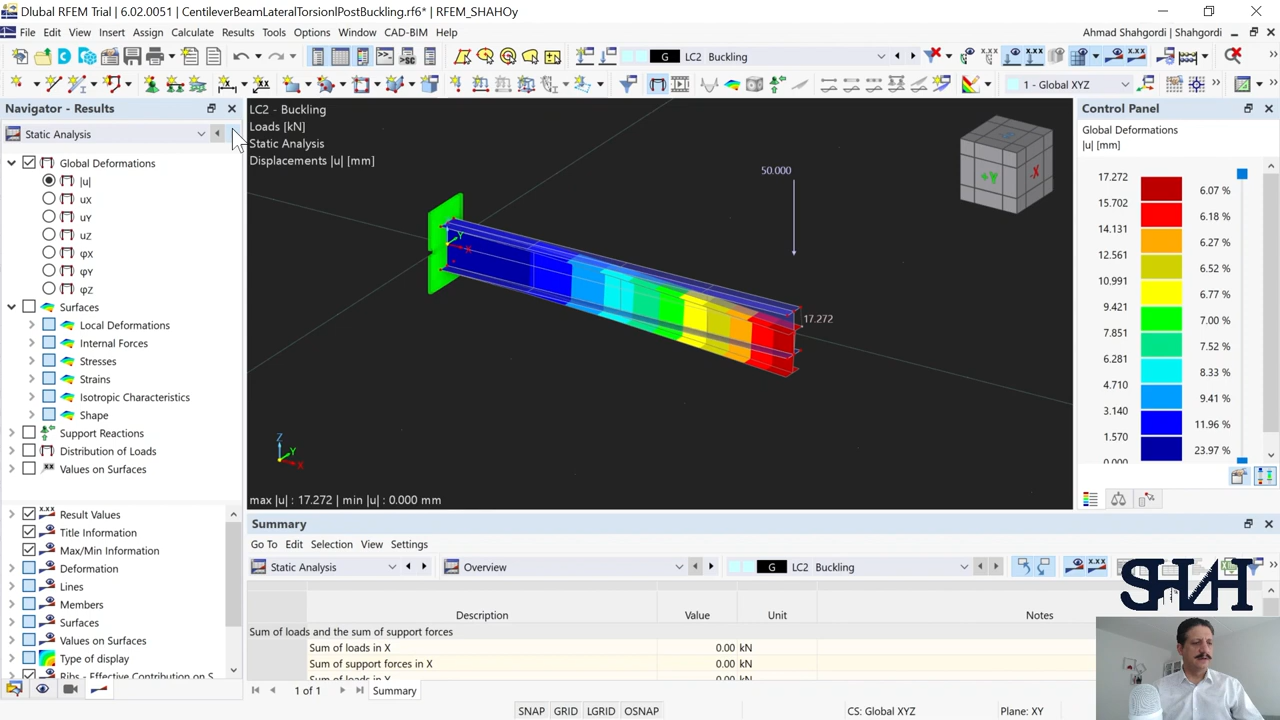 Dlubal RFEM Trial | 6.02.0051 | CentileverBeamLateralTorsionlPostBuckling.rf6* | RFEM_SHAHOy
File Edit View Insert Assign Calculate Results Tools Options Window CAD-BIM Help
Ahmad Shahgordi | Shahgordi
G LC2 Buckling
1 - Global XYZ
Navigator - Results
Static Analysis
Global Deformations
|u|
uX
uY
uZ
φX
φY
φZ
Surfaces
Local Deformations
Internal Forces
Stresses
Strains
Isotropic Characteristics
Shape
Support Reactions
Distribution of Loads
Values on Surfaces
Result Values
Title Information
Max/Min Information
Deformation
Lines
Members
Surfaces
Values on Surfaces
Type of display
Ribs - Effective Contribution on S
LC2 - Buckling
Loads [kN]
Static Analysis
Displacements |u| [mm]
50.000
17.272
+Y
-X
Y
X
Z
Y
X
max |u| : 17.272 | min |u| : 0.000 mm
Control Panel
Global Deformations
|u| [mm]
17.272
15.702
14.131
12.561
10.991
9.421
7.851
6.281
4.710
3.140
1.570
0.000
6.07 %
6.18 %
6.27 %
6.52 %
6.77 %
7.00 %
7.52 %
8.33 %
9.41 %
11.96 %
23.97 %
Summary
Go To Edit Selection View Settings
Static Analysis Overview G LC2 Buckling
Description Value Unit Notes
Sum of loads and the sum of support forces
Sum of loads in X 0.00 kN
Sum of support forces in X 0.00 kN
1 of 1 Summary
SHAH
SNAP GRID LGRID OSNAP CS: Global XYZ Plane: XY